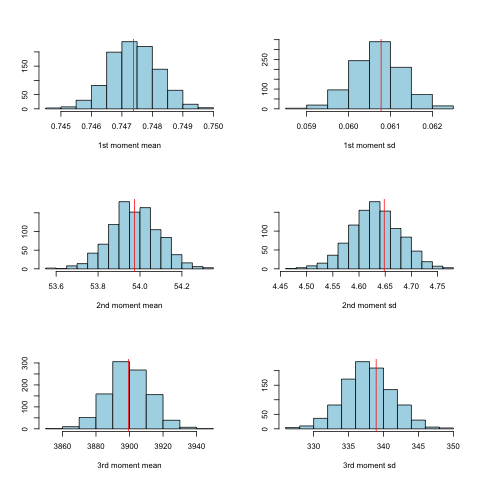 0 50 150
0.745 0.746 0.747 0.748 0.749 0.750
1st moment mean
0 100 250
0.059 0.060 0.061 0.062
1st moment sd
0 50 100
53.6 53.8 54.0 54.2
2nd moment mean
0 50 100
4.45 4.50 4.55 4.60 4.65 4.70 4.75
2nd moment sd
0 100 200 300
3860 3880 3900 3920 3940
3rd moment mean
0 50 150
330 335 340 345 350
3rd moment sd